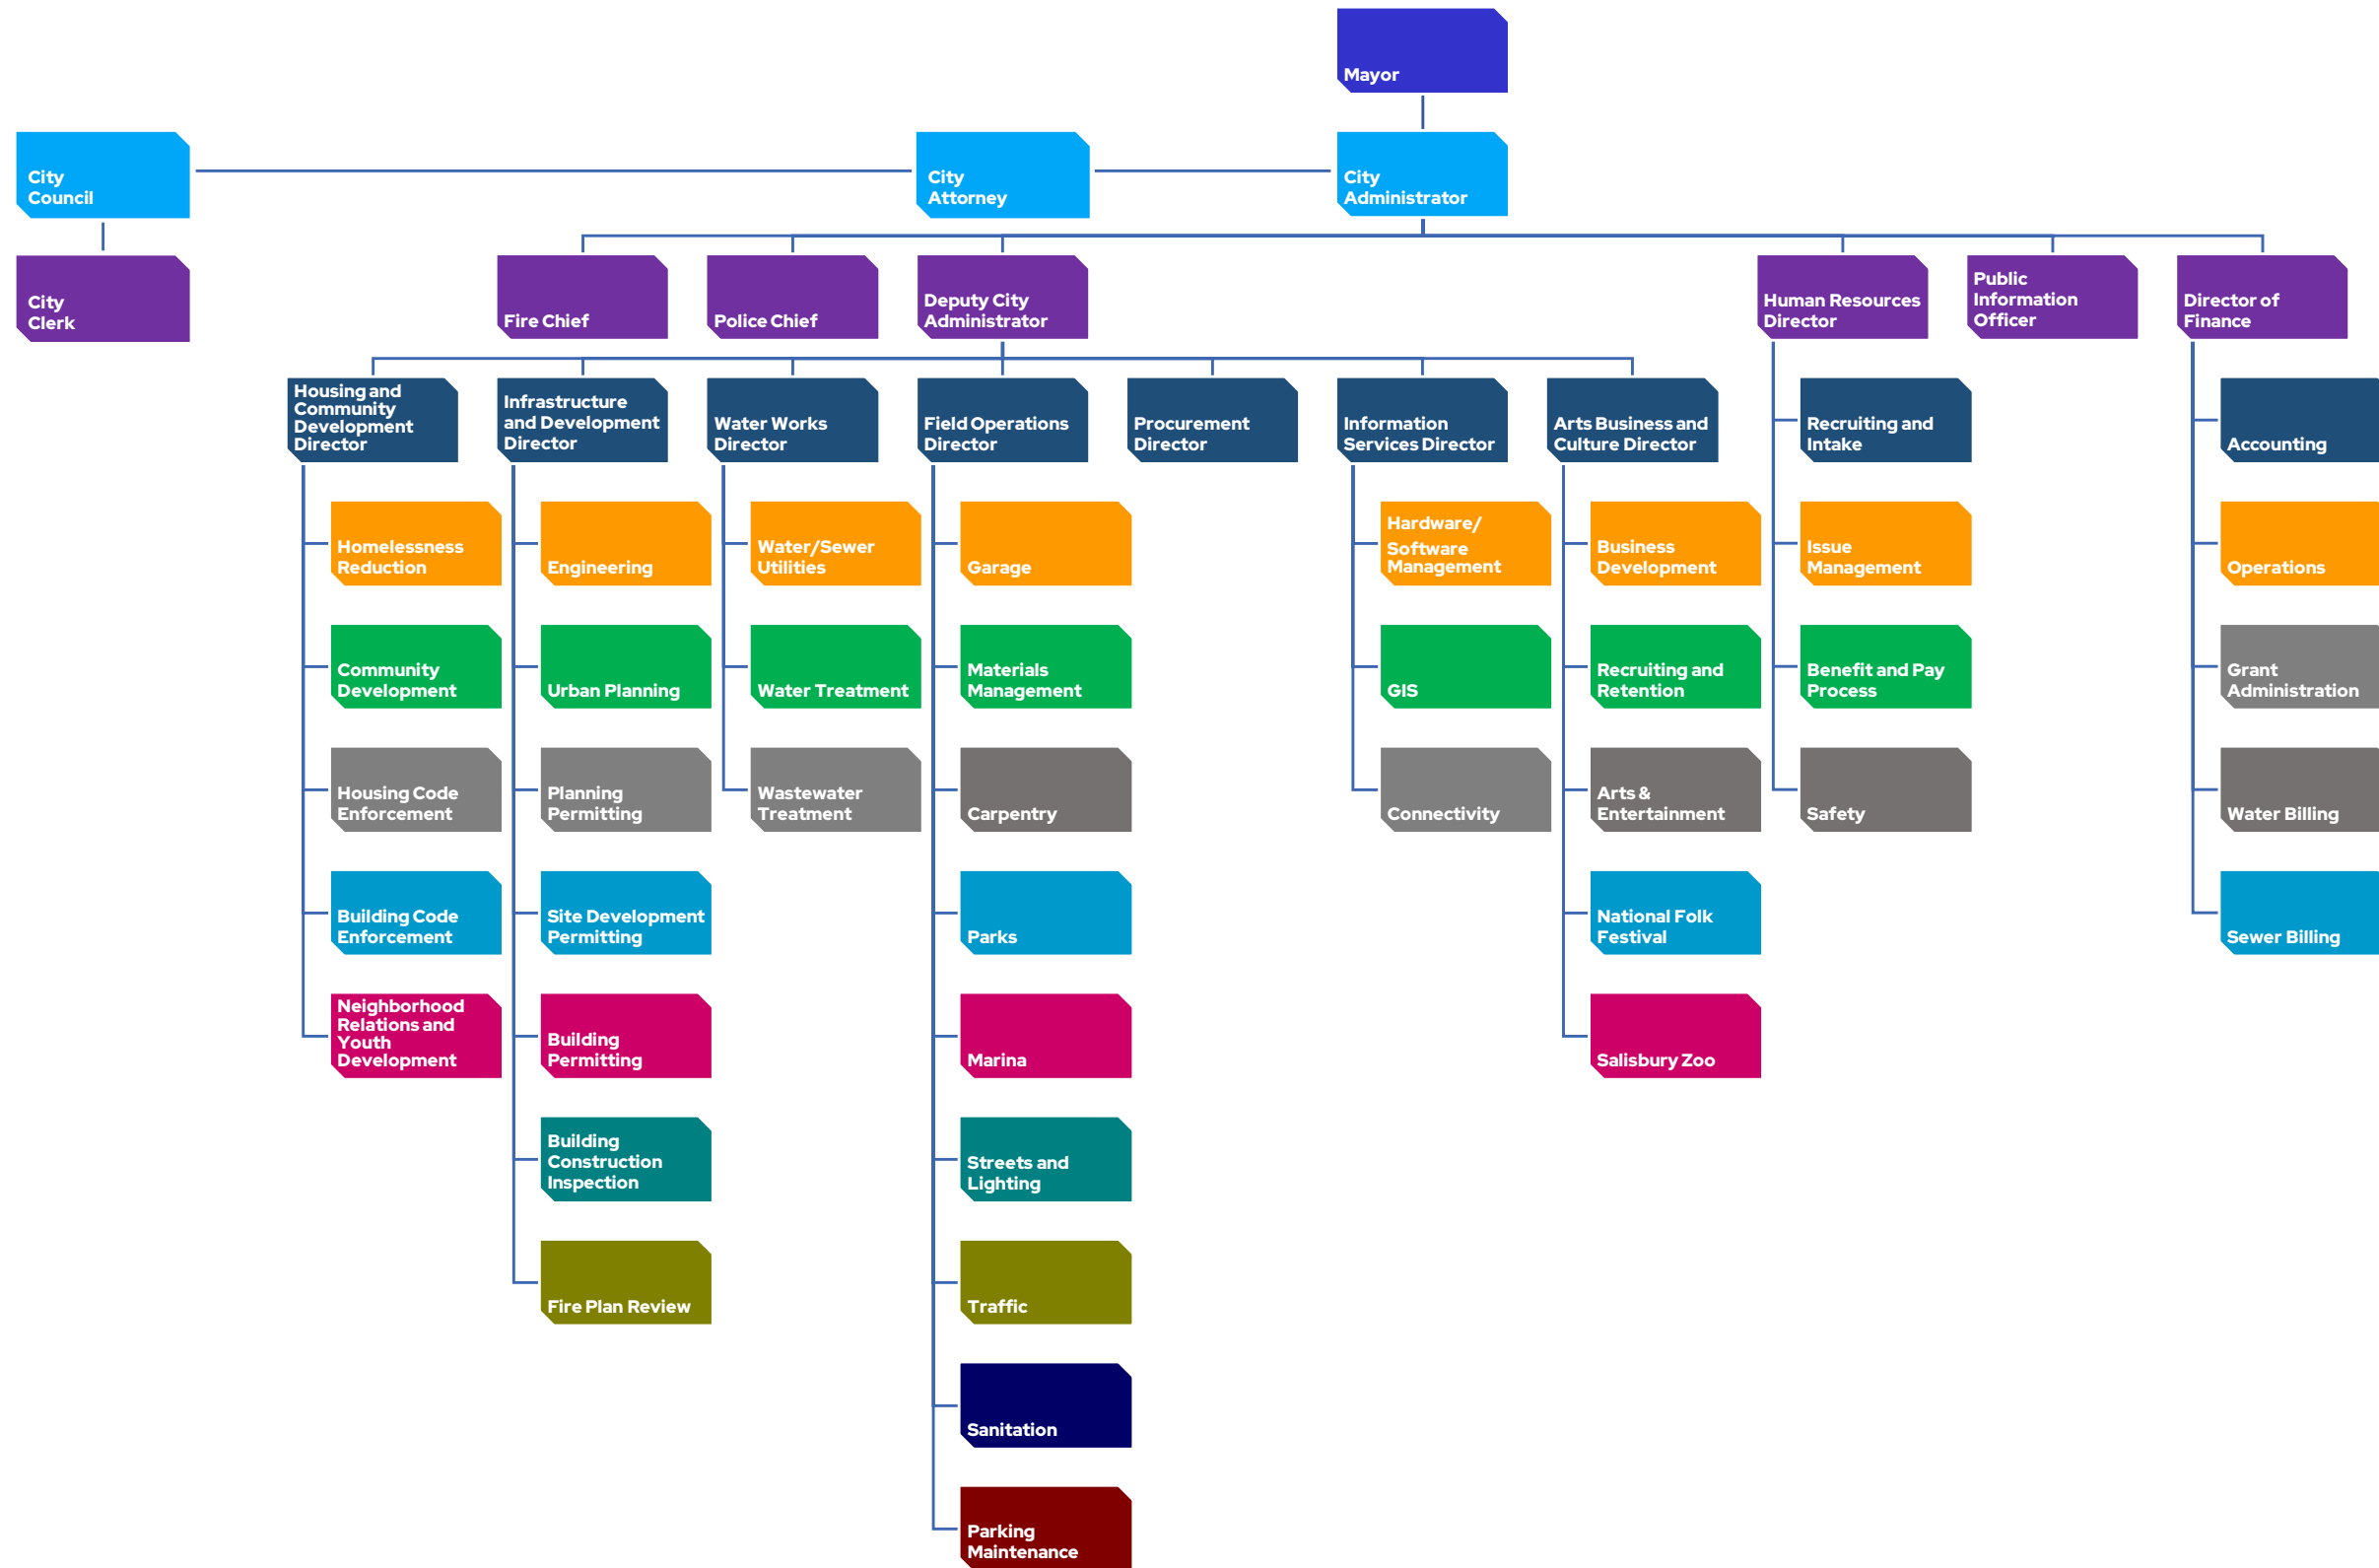 Mayor
City
Council
City
Attorney
City
Administrator
City
Clerk
Fire Chief
Police Chief
Deputy City
Administrator
Human Resources
Director
Public
Information
Officer
Director of
Finance
Housing and
Community
Development
Director
Infrastructure
and Development
Director
Water Works
Director
Field Operations
Director
Procurement
Director
Information
Services Director
Arts Business and
Culture Director
Recruiting and
Intake
Accounting
Homelessness
Reduction
Engineering
Water/Sewer
Utilities
Garage
Hardware/
Software
Management
Business
Development
Issue
Management
Operations
Community
Development
Urban Planning
Water Treatment
Materials
Management
GIS
Recruiting and
Retention
Benefit and Pay
Process
Grant
Administration
Housing Code
Enforcement
Planning
Permitting
Wastewater
Treatment
Carpentry
Connectivity
Arts &
Entertainment
Safety
Water Billing
Building Code
Enforcement
Site Development
Permitting
Parks
National Folk
Festival
Sewer Billing
Neighborhood
Relations and
Youth
Development
Building
Permitting
Marina
Salisbury Zoo
Building
Construction
Inspection
Streets and
Lighting
Fire Plan Review
Traffic
Sanitation
Parking
Maintenance